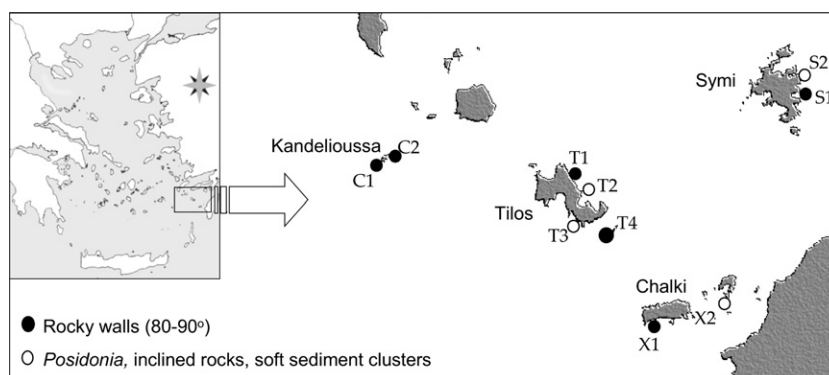 S2
Symi
S1
Kandelioussa
C2
C1
T1
T2
Tilos
T3
T4
Chalki
X2
X1
Rocky walls (80-90º)
Posidonia, inclined rocks, soft sediment clusters